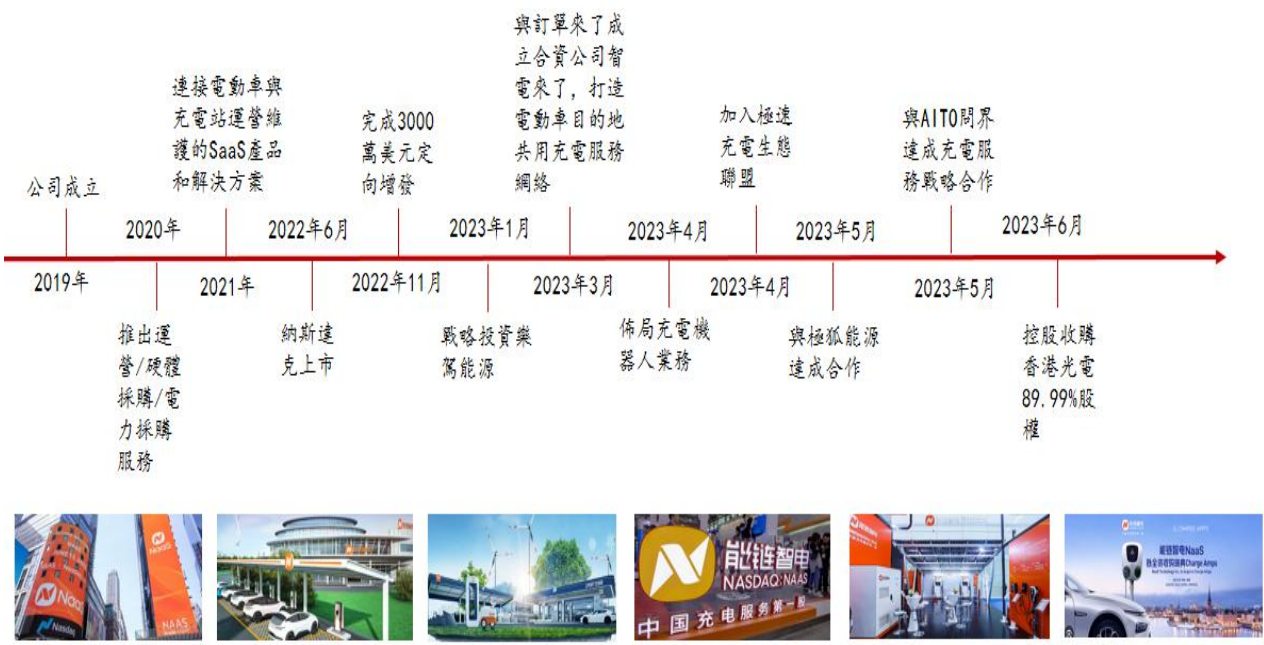 與訂單來了成
立合資公司智
電來了，打造
電動車目的地
共用充電服務
網絡
連接電動車與
充電站運營維
護的SaaS產品
和解決方案
完成3000
萬美元定
向增發
加入極速
充電生態
聯盟
與AITO問界
達成充電服
務戰略合作
公司成立
2020年
2022年6月
2023年1月
2023年4月
2023年5月
2023年6月
2019年
2021年
2022年11月
2023年3月
2023年4月
2023年5月
推出運
營/硬體
採購/電
力採購
服務
納斯達
克上市
戰略投資樂
駕能源
佈局充電機
器人業務
與極狐能源
達成合作
控股收購
香港光電
89.99%股
權
NaaS
Nasdaq
NaaS
NAAS
能链智电
NASDAQ:NAAS
中国充电服务第一股
能链智电NaaS